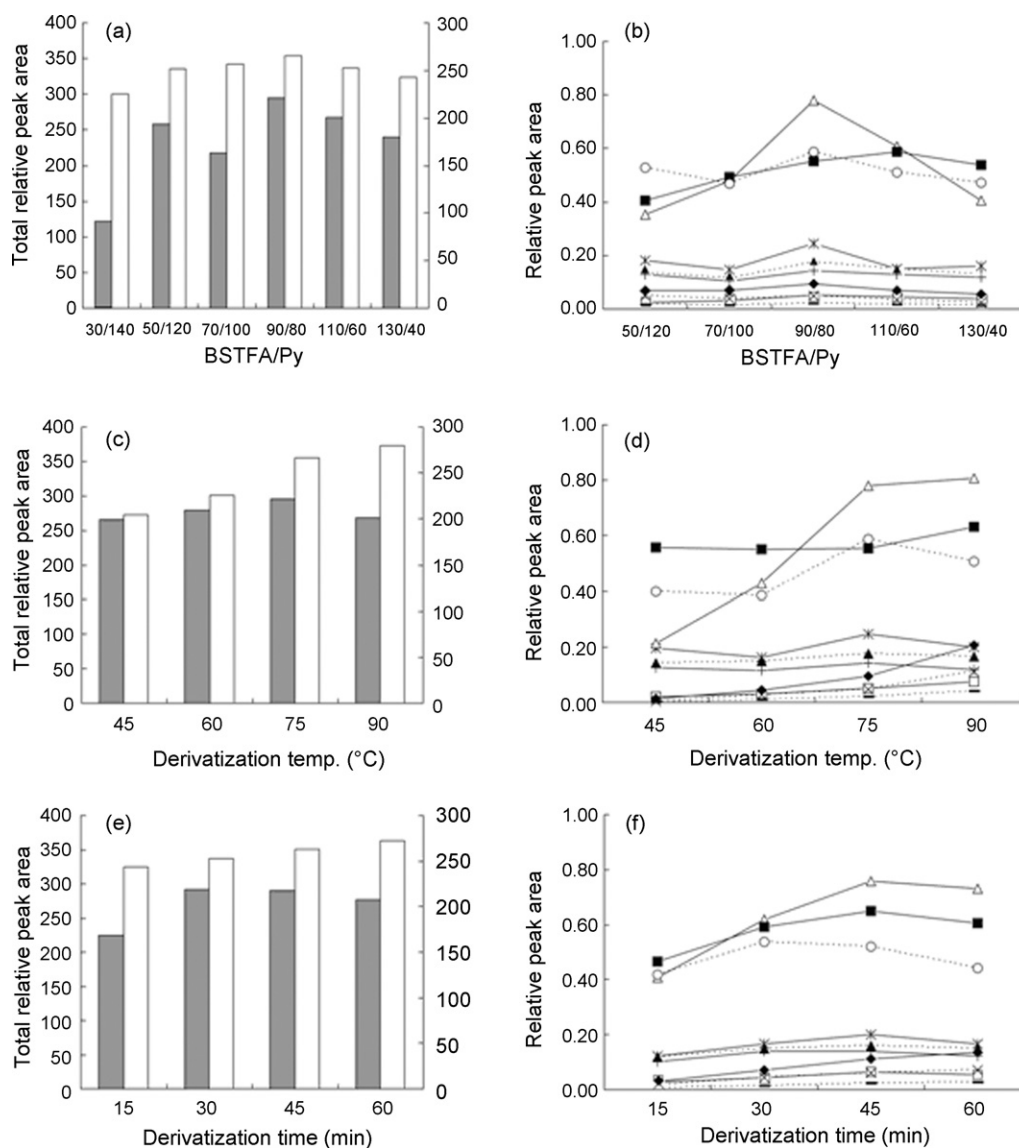 (a)
Total relative peak area
400
350
300
250
200
150
100
50
0
300
250
200
150
100
50
0
30/140 50/120 70/100 90/80 110/60 130/40
BSTFA/Py
(b)
Relative peak area
1.00
0.80
0.60
0.40
0.20
0.00
50/120 70/100 90/80 110/60 130/40
BSTFA/Py
(c)
Total relative peak area
400
350
300
250
200
150
100
50
0
300
250
200
150
100
50
0
45 60 75 90
Derivatization temp. (°C)
(d)
Relative peak area
1.00
0.80
0.60
0.40
0.20
0.00
45 60 75 90
Derivatization temp. (°C)
(e)
Total relative peak area
400
350
300
250
200
150
100
50
0
300
250
200
150
100
50
0
15 30 45 60
Derivatization time (min)
(f)
Relative peak area
1.00
0.80
0.60
0.40
0.20
0.00
15 30 45 60
Derivatization time (min)